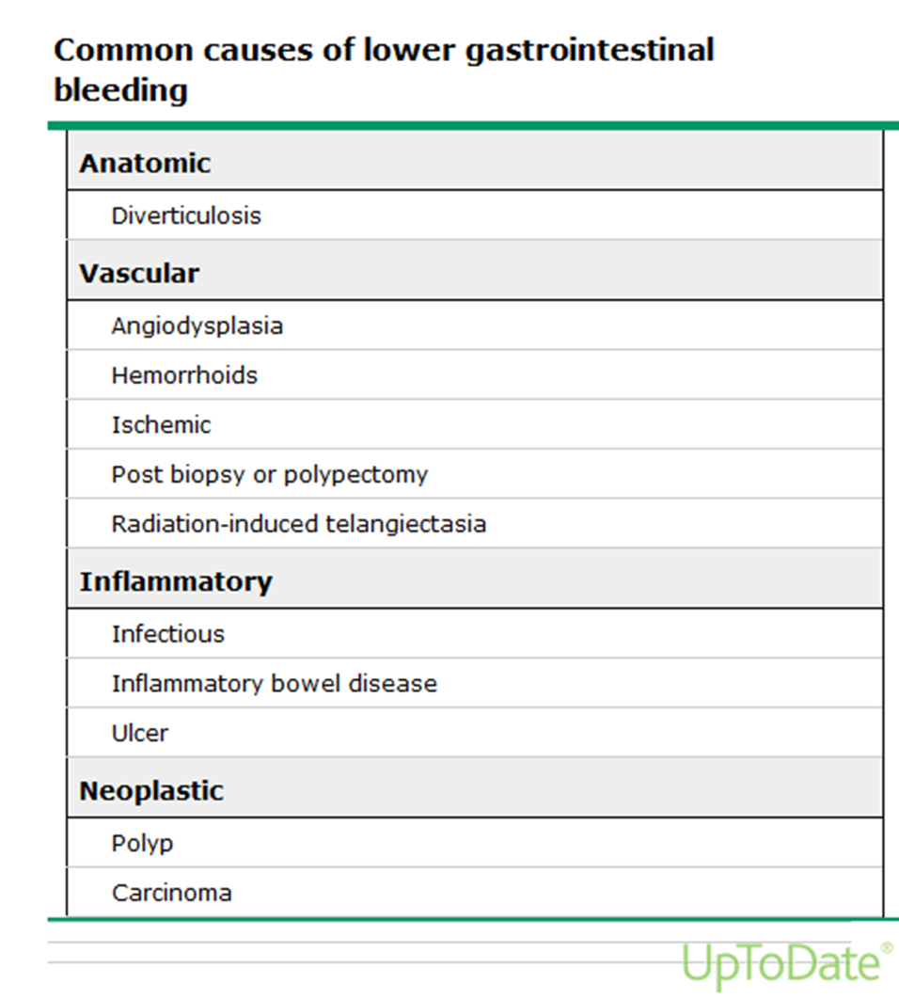 Common causes of lower gastrointestinal
bleeding
Anatomic
Diverticulosis
Vascular
Angiodysplasia
Hemorrhoids
Ischemic
Post biopsy or polypectomy
Radiation-induced telangiectasia
Inflammatory
Infectious
Inflammatory bowel disease
Ulcer
Neoplastic
Polyp
Carcinoma
UpToDate®